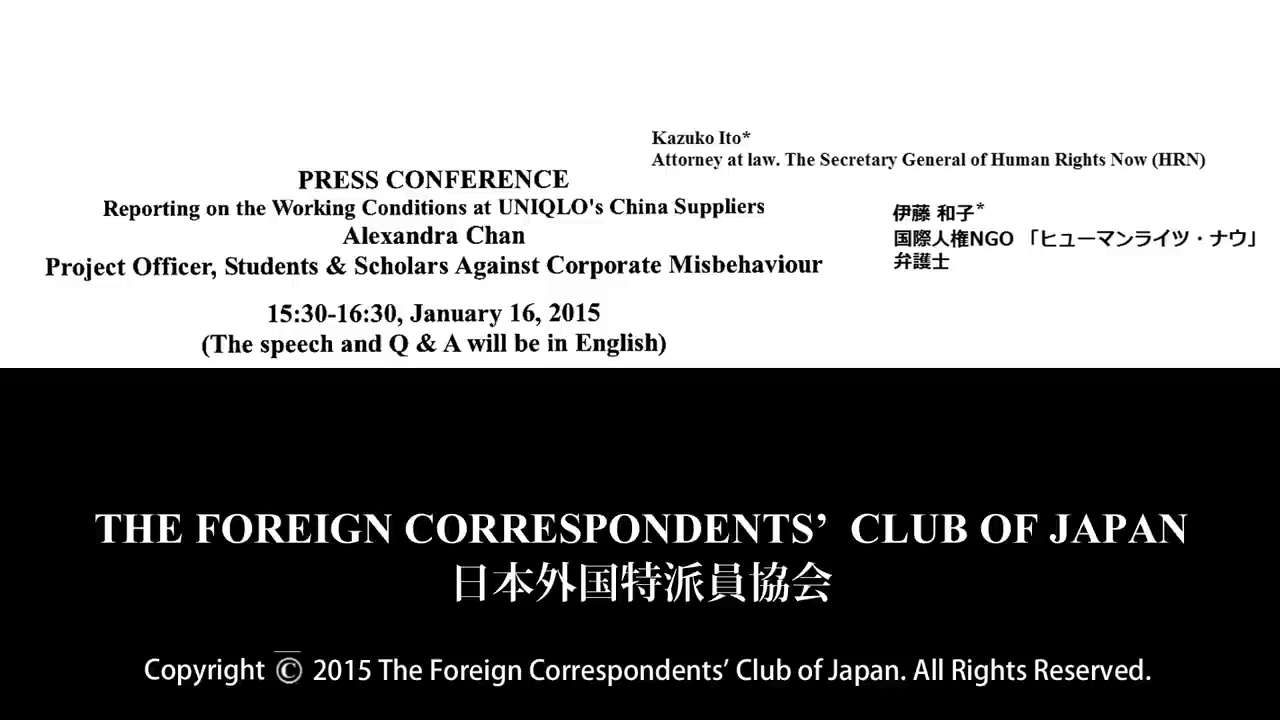 Kazuko Ito*
Attorney at law. The Secretary General of Human Rights Now (HRN)
PRESS CONFERENCE
Reporting on the Working Conditions at UNIQLO's China Suppliers
Alexandra Chan
Project Officer, Students & Scholars Against Corporate Misbehaviour
15:30-16:30, January 16, 2015
(The speech and Q & A will be in English)
伊藤 和子*
国際人権NGO 「ヒューマンライツ・ナウ」
弁護士
THE FOREIGN CORRESPONDENTS’ CLUB OF JAPAN
日本外国特派員協会
Copyright © 2015 The Foreign Correspondents’ Club of Japan. All Rights Reserved.